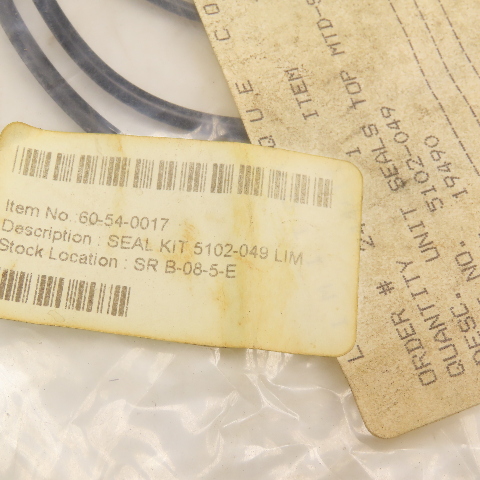 Item No :60-54-0017
Description : SEAL KIT 5102-049 LIM
Stock Location : SR B-08-5-E
ITEM 1
SEALS TOP MTD-S
ORDER #
QUANTITY UNIT 5102-049
DESC. NO. 19490